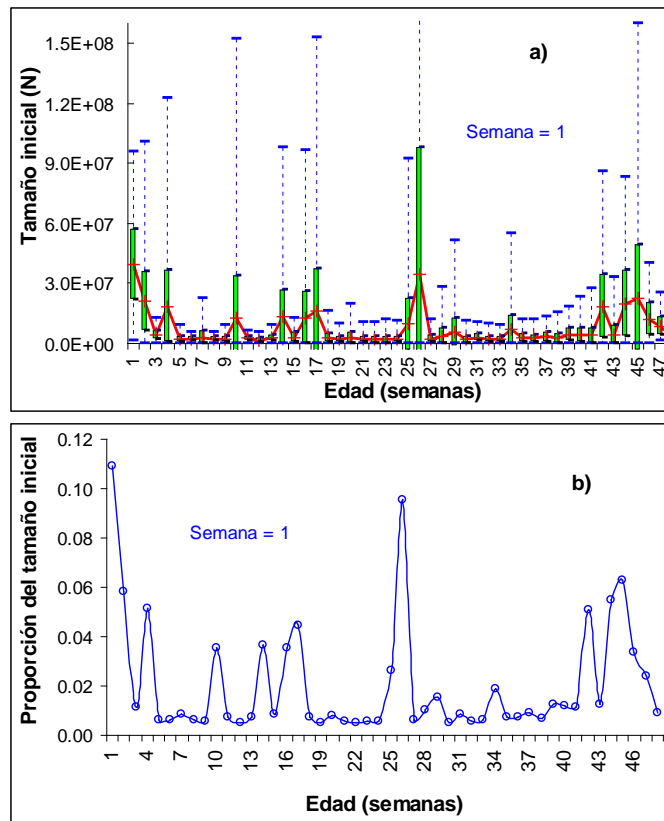 a)
1.5E+08
1.2E+08
9.0E+07
6.0E+07
3.0E+07
0.0E+00
Tamaño inicial (N)
Semana = 1
1 3 5 7 9 11 13 15 17 19 21 23 25 27 29 31 33 35 37 39 41 43 45 47
Edad (semanas)
b)
0.12
0.10
0.08
0.06
0.04
0.02
0.00
Proporción del tamaño inicial
Semana = 1
1 4 7 10 13 16 19 22 25 28 31 34 37 40 43 46
Edad (semanas)